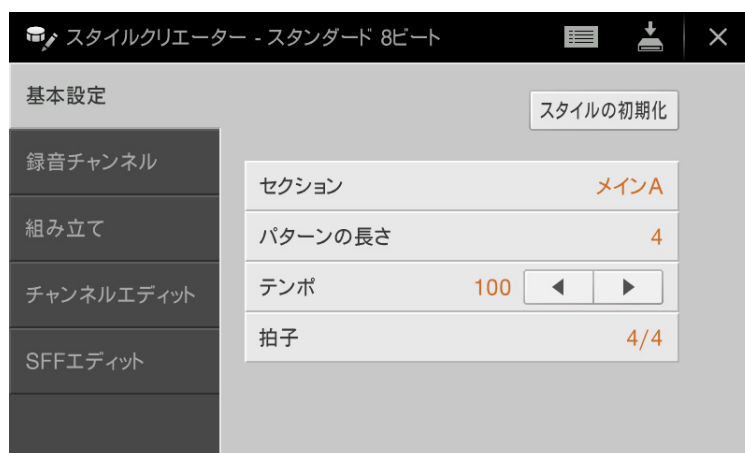 スタイルクリエーター - スタンダード 8ビート
基本設定
スタイルの初期化
録音チャンネル
セクション メインA
組み立て
パターンの長さ 4
チャンネルエディット
テンポ 100
拍子 4/4
SFFエディット